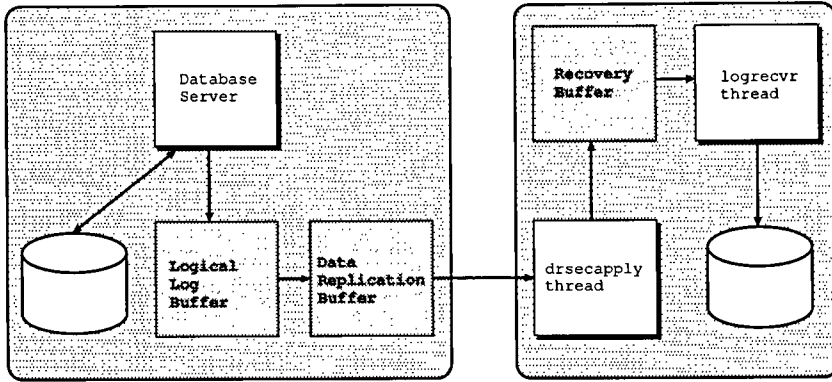 Database
Server
Logical
Log
Buffer
Data
Replication
Buffer
Recovery
Buffer
logrecvr
thread
drsecapply
thread